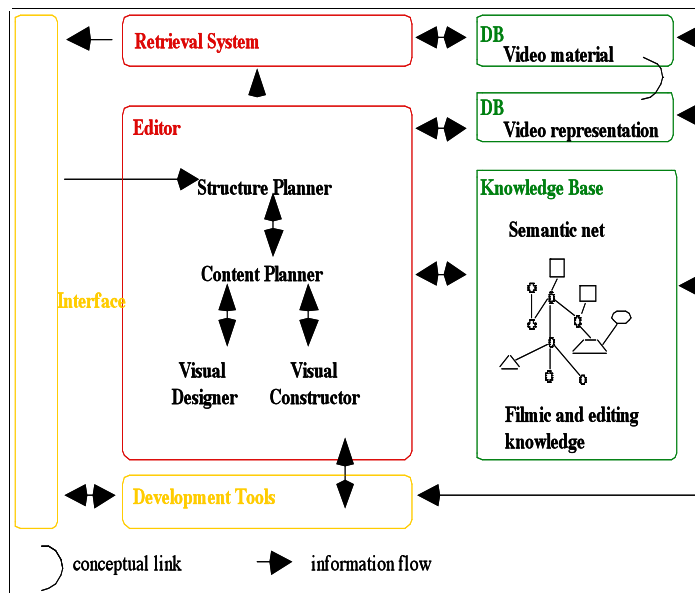 Retrieval System
DB
Video material
DB
Video representation
Editor
Structure Planner
Content Planner
Visual
Designer
Visual
Constructor
Interface
Knowledge Base
Semantic net
Filmic and editing
knowledge
Development Tools
conceptual link
information flow